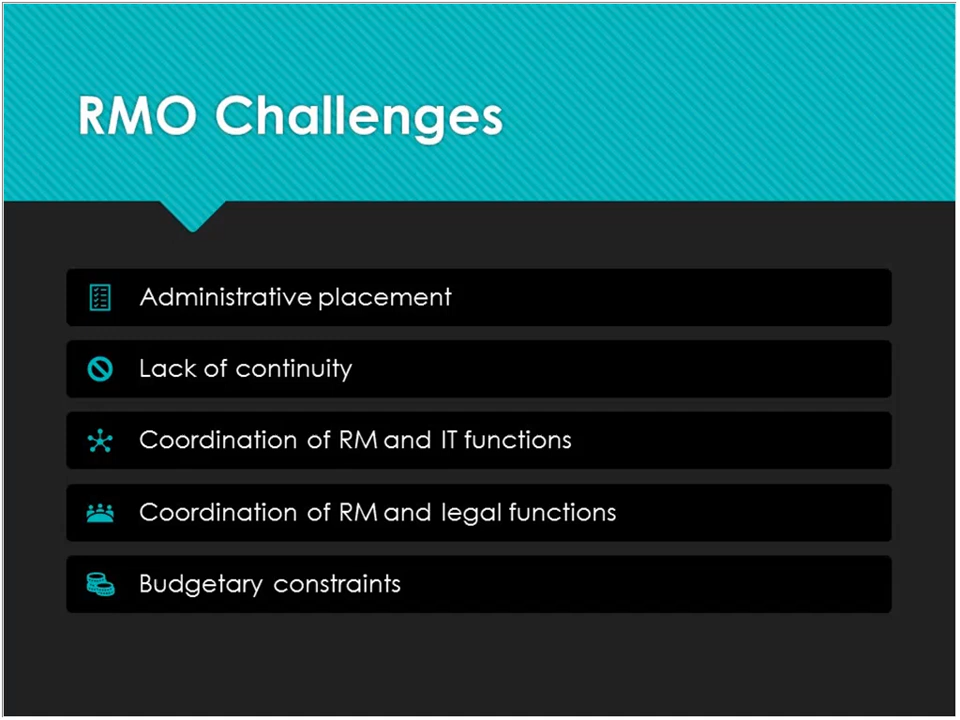 RMO Challenges
Administrative placement
Lack of continuity
Coordination of RM and IT functions
Coordination of RM and legal functions
Budgetary constraints